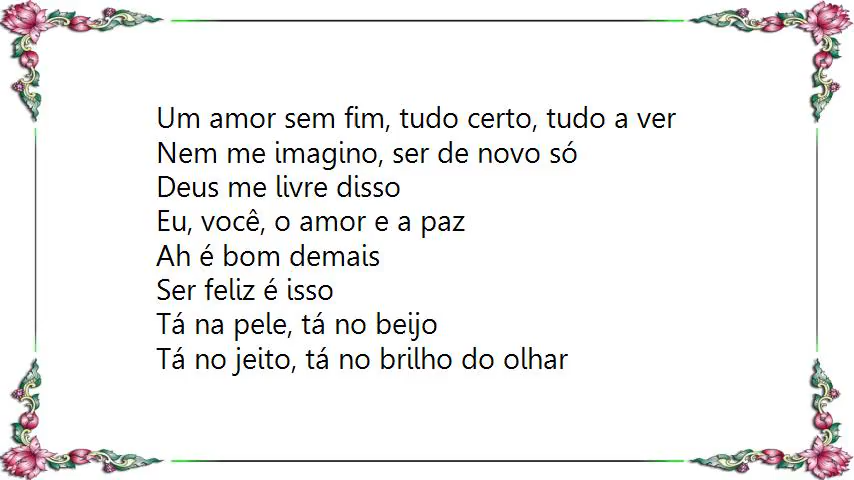 Um amor sem fim, tudo certo, tudo a ver
Nem me imagino, ser de novo só
Deus me livre disso
Eu, você, o amor e a paz
Ah é bom demais
Ser feliz é isso
Tá na pele, tá no beijo
Tá no jeito, tá no brilho do olhar